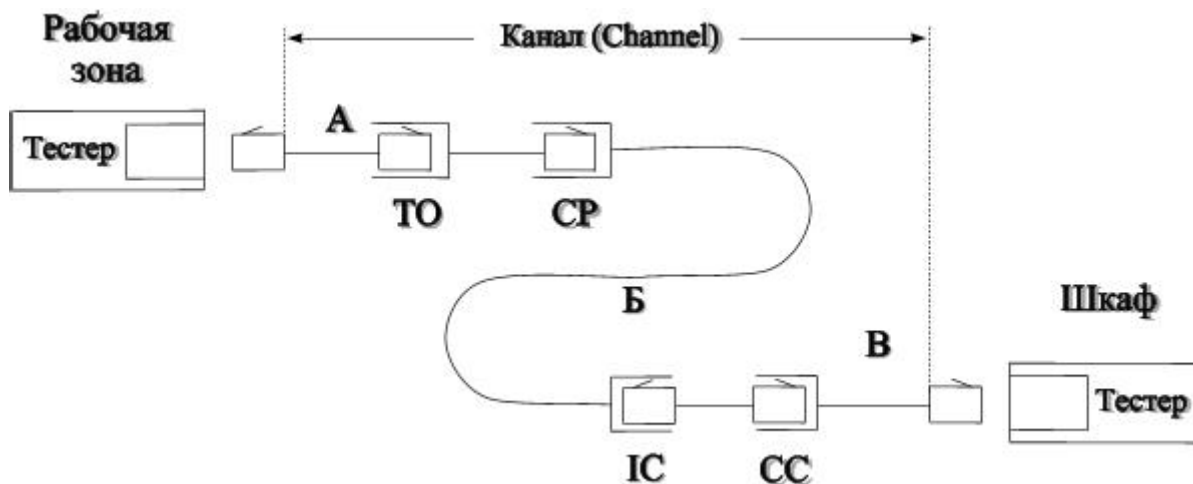 Рабочая
зона
Канал (Channel)
Тестер
А
ТО
СР
Б
Шкаф
В
Тестер
IC
CC